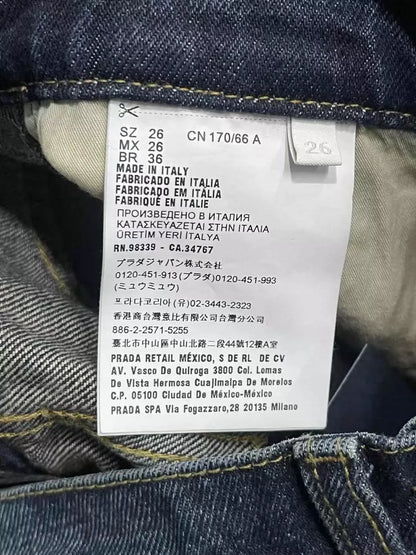 SZ 26 CN 170/66 A
MX 26
BR 36
26
MADE IN ITALY
FABRICADO EN ITALIA
FABRICADO EM ITÁLIA
FABRIQUÉ EN ITALIE
ПРОИЗВЕДЕНО В ИТАЛИИ
ΚΑΤΑΣΚΕΥΑΖΕΤΑΙ ΣΤΗΝ ΙΤΑΛΙΑ
ÜRETİM YERİ İTALYA
RN.98339 - CA.34767
プラダジャパン株式会社
0120-451-913 (プラダ)/0120-451-993
(ミュウミュウ)
프라다코리아 (유)02-3443-2323
香港商台灣普比有限公司台灣分公司
886-2-2571-5255
臺北市中山區中山北路二段44號12樓
PRADA RETAIL MÉXICO, S DE RL DE CV
AV. Vasco De Quiroga 3800 Col. Lomas
De Vista Hermosa Cuajimalpa De Morelos
C.P. 05100 Ciudad De México-México
PRADA SPA Via Fogazzaro,28 20135 Milano